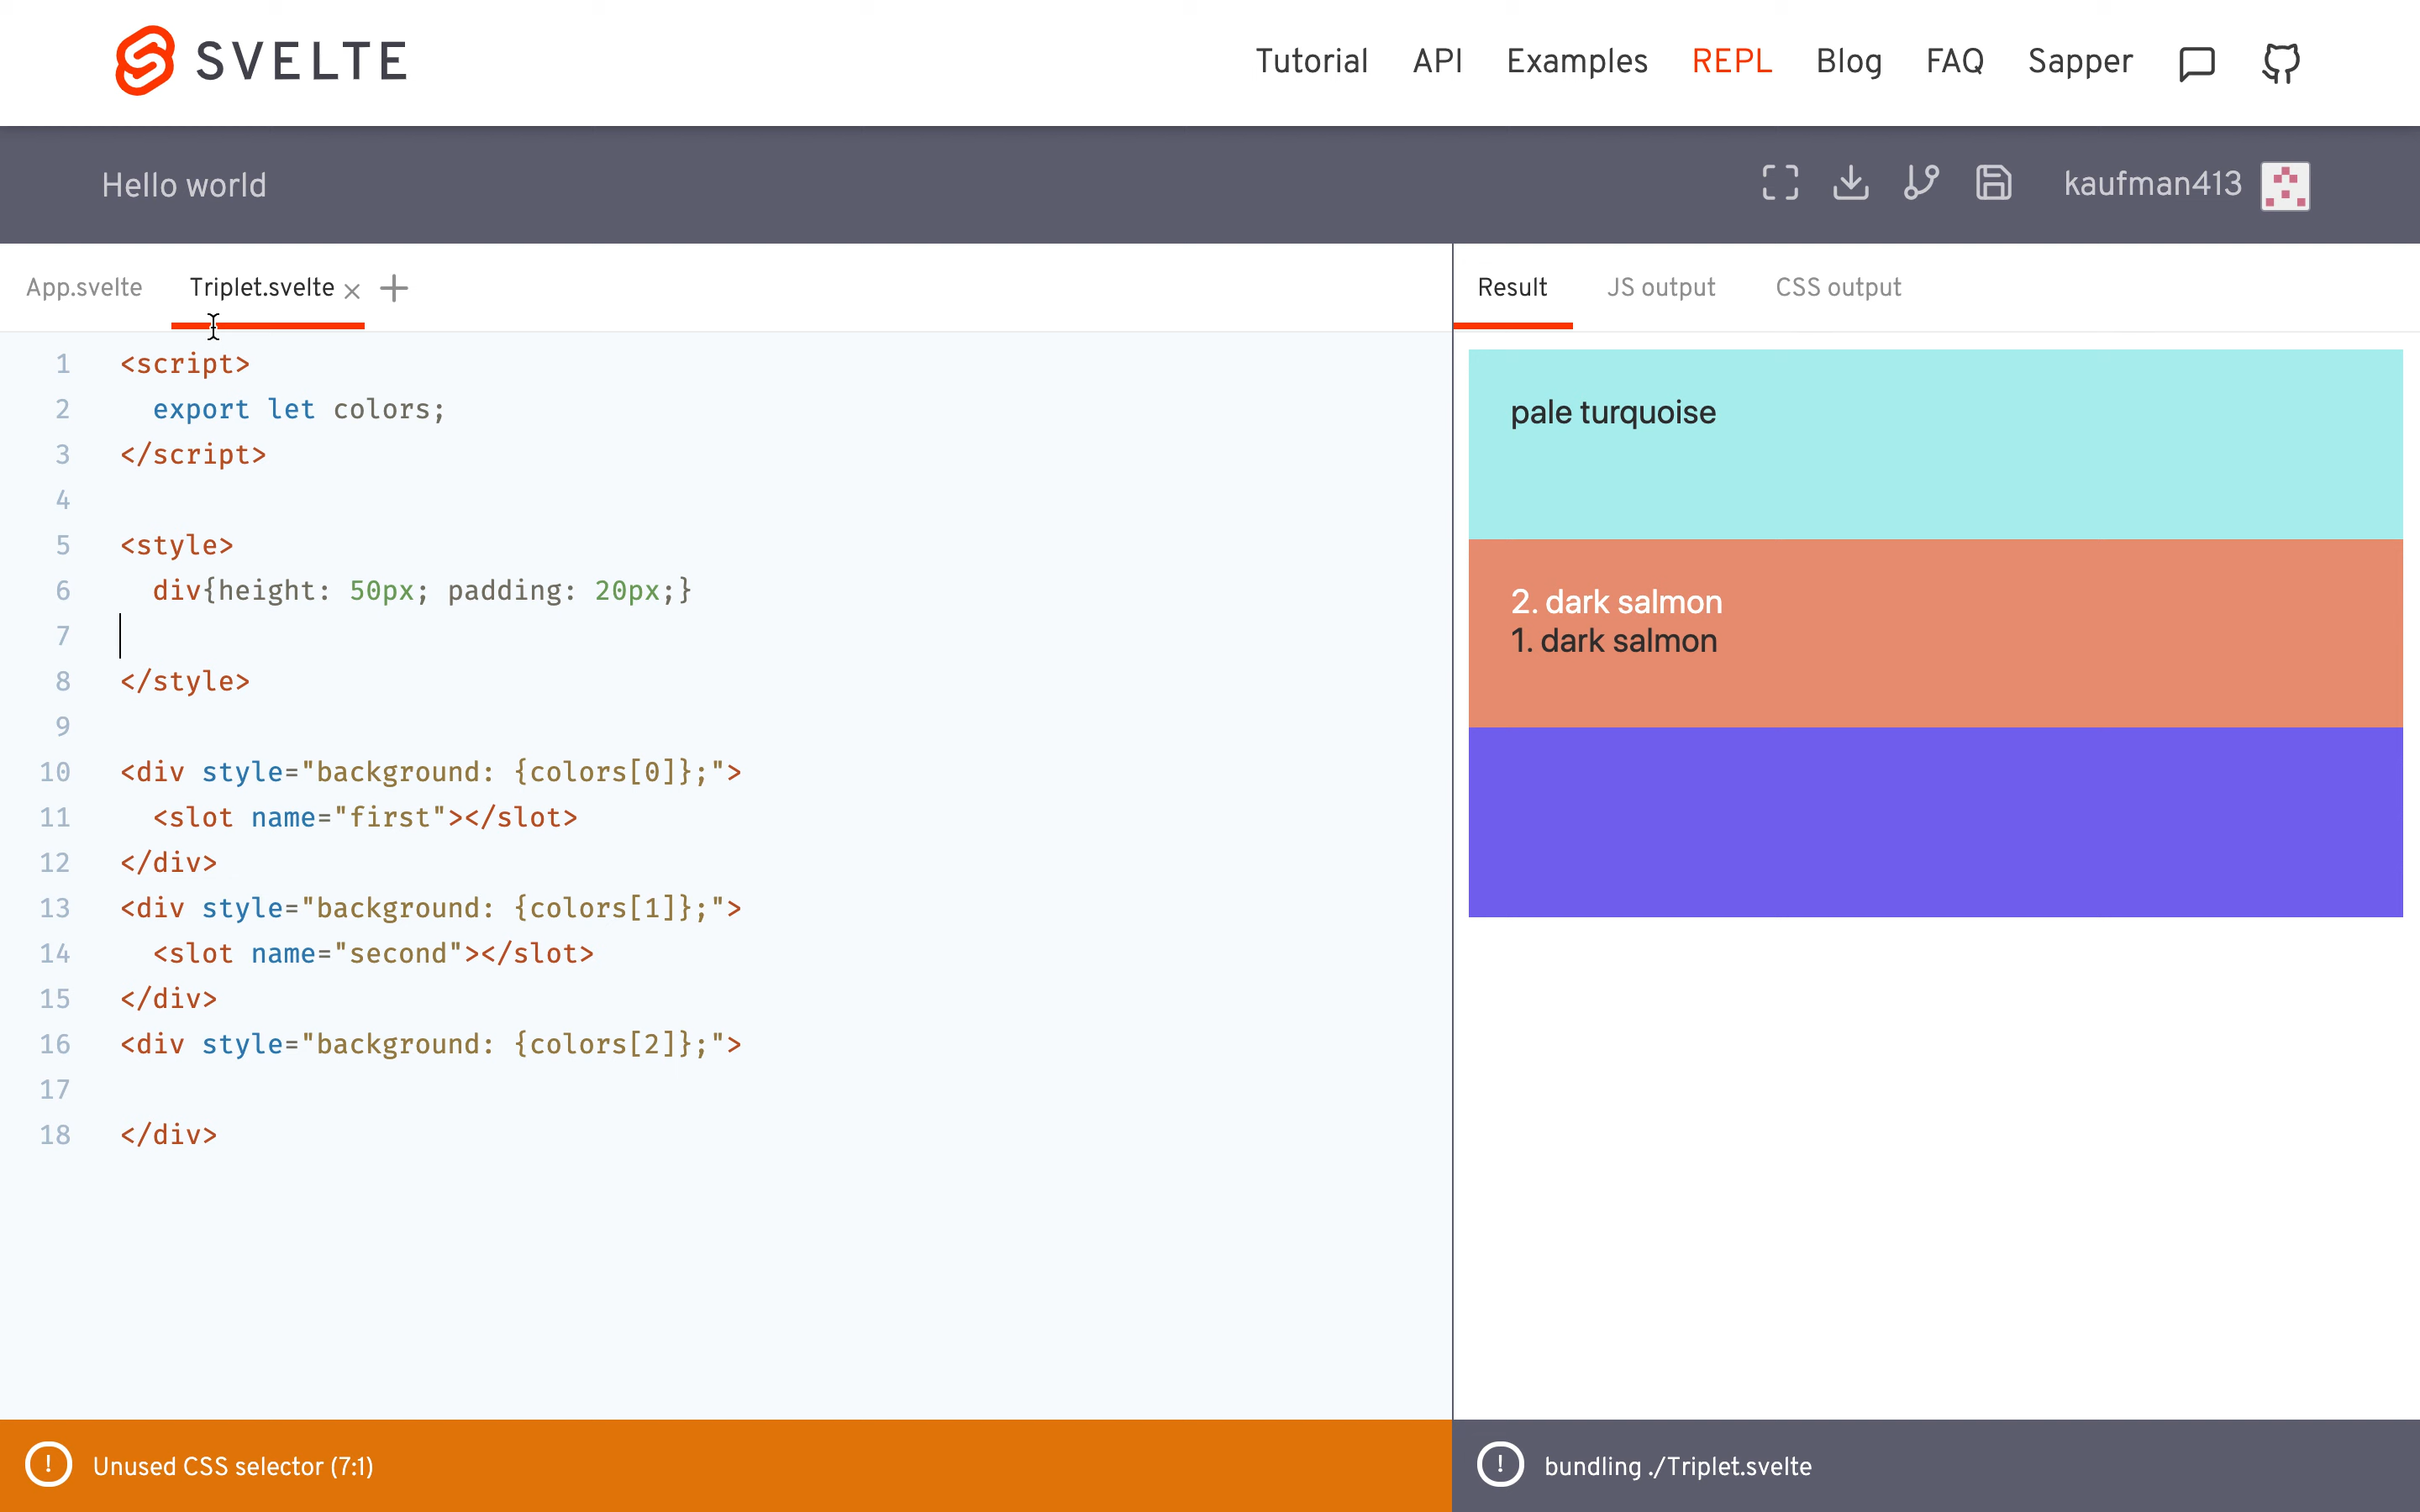 SVELTE
Tutorial API Examples REPL Blog FAQ Sapper
Hello world
kaufman413
App.svelte Triplet.svelte
Result JS output CSS output
1 <script>
2 export let colors;
3 </script>
4
5 <style>
6 div{height: 50px; padding: 20px;}
7
8 </style>
9
10 <div style="background: {colors[0]};">
11 <slot name="first"></slot>
12 </div>
13 <div style="background: {colors[1]};">
14 <slot name="second"></slot>
15 </div>
16 <div style="background: {colors[2]};">
17
18 </div>
pale turquoise
2. dark salmon
1. dark salmon
! Unused CSS selector (7:1)
! bundling ./Triplet.svelte